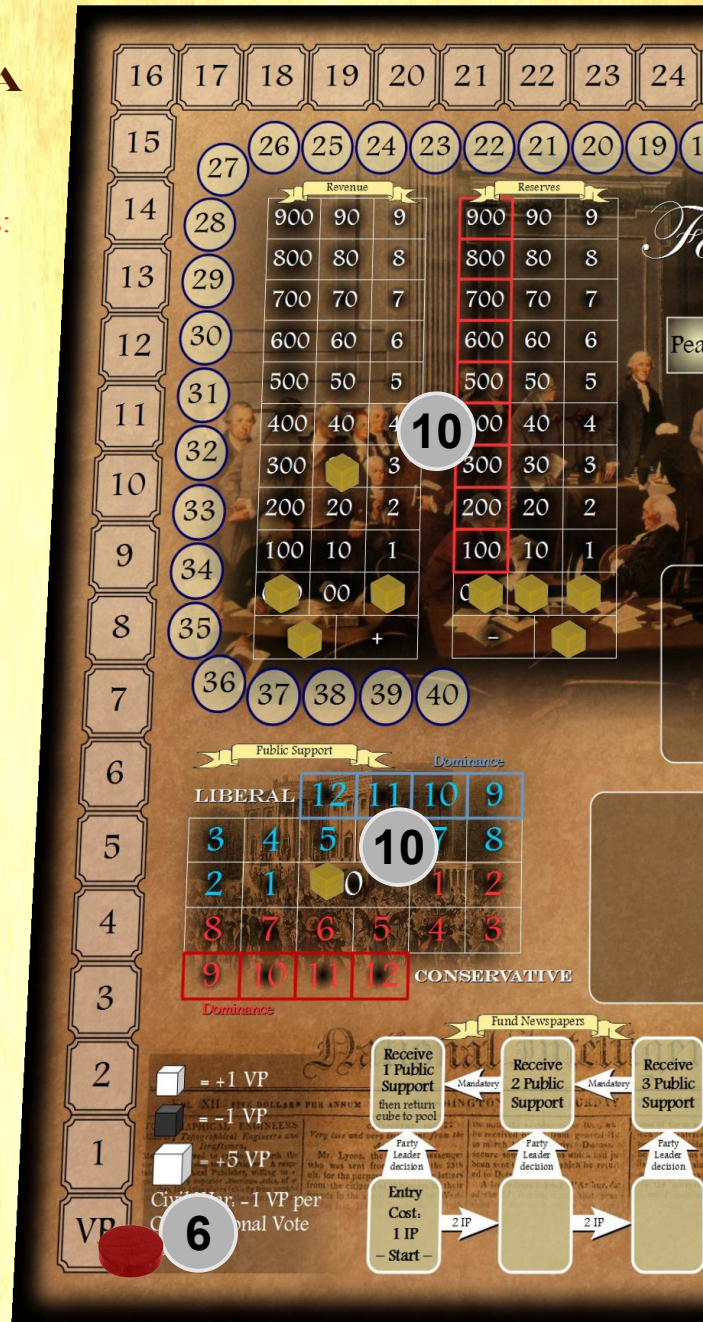 A
16 17 18 19 20 21 22 23 24
15
14
13
12
11
10
9
8
7
6
5
4
3
2
1
VP
26 25 24 23 22 21 20 19
27
28
29
30
31
32
33
34
35
36 37 38 39 40
Revenue
900 90 9
800 80 8
700 70 7
600 60 6
500 50 5
400 40 4
300 3
200 20 2
100 10 1
00
+
10
Reserves
900 90 9
800 80 8
700 70 7
600 60 6
500 50 5
00 40 4
300 30 3
200 20 2
100 10 1
0
–
Pea
Public Support
Dominance
LIBERAL 12 11 10 9
3 4 5 7 8
10
2 1 0 1 2
8 7 6 5 4 3
9 10 11 12 CONSERVATIVE
Dominance
= +1 VP
= -1 VP
= +5 VP
Civil War: -1 VP per
onal Vote
6
Fund Newspapers
Receive
1 Public
Support
then return
cube to pool
Mandatory
Receive
2 Public
Support
Mandatory
Receive
3 Public
Support
Party
Leader
decision
Party
Leader
decision
Party
Leader
decision
Entry
Cost:
1 IP
– Start –
2 IP
2 IP